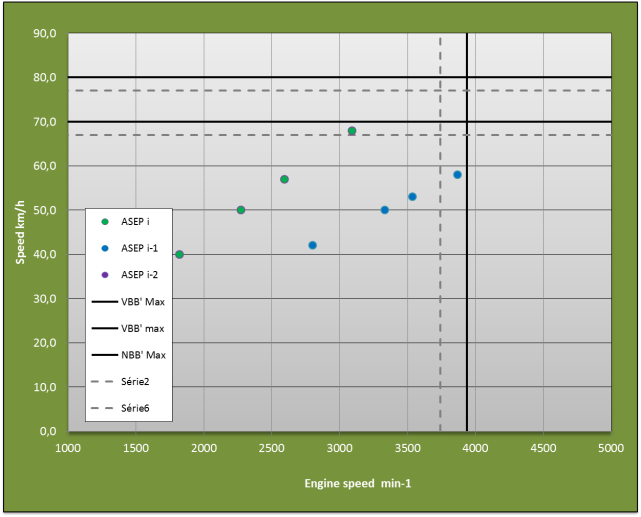 90,0
80,0
70,0
60,0
50,0
40,0
30,0
20,0
10,0
0,0
Speed km/h
ASEP i
ASEP i-1
ASEP i-2
VBB' Max
VBB' max
NBB' Max
Série2
Série6
1000 1500 2000 2500 3000 3500 4000 4500 5000
Engine speed min-1